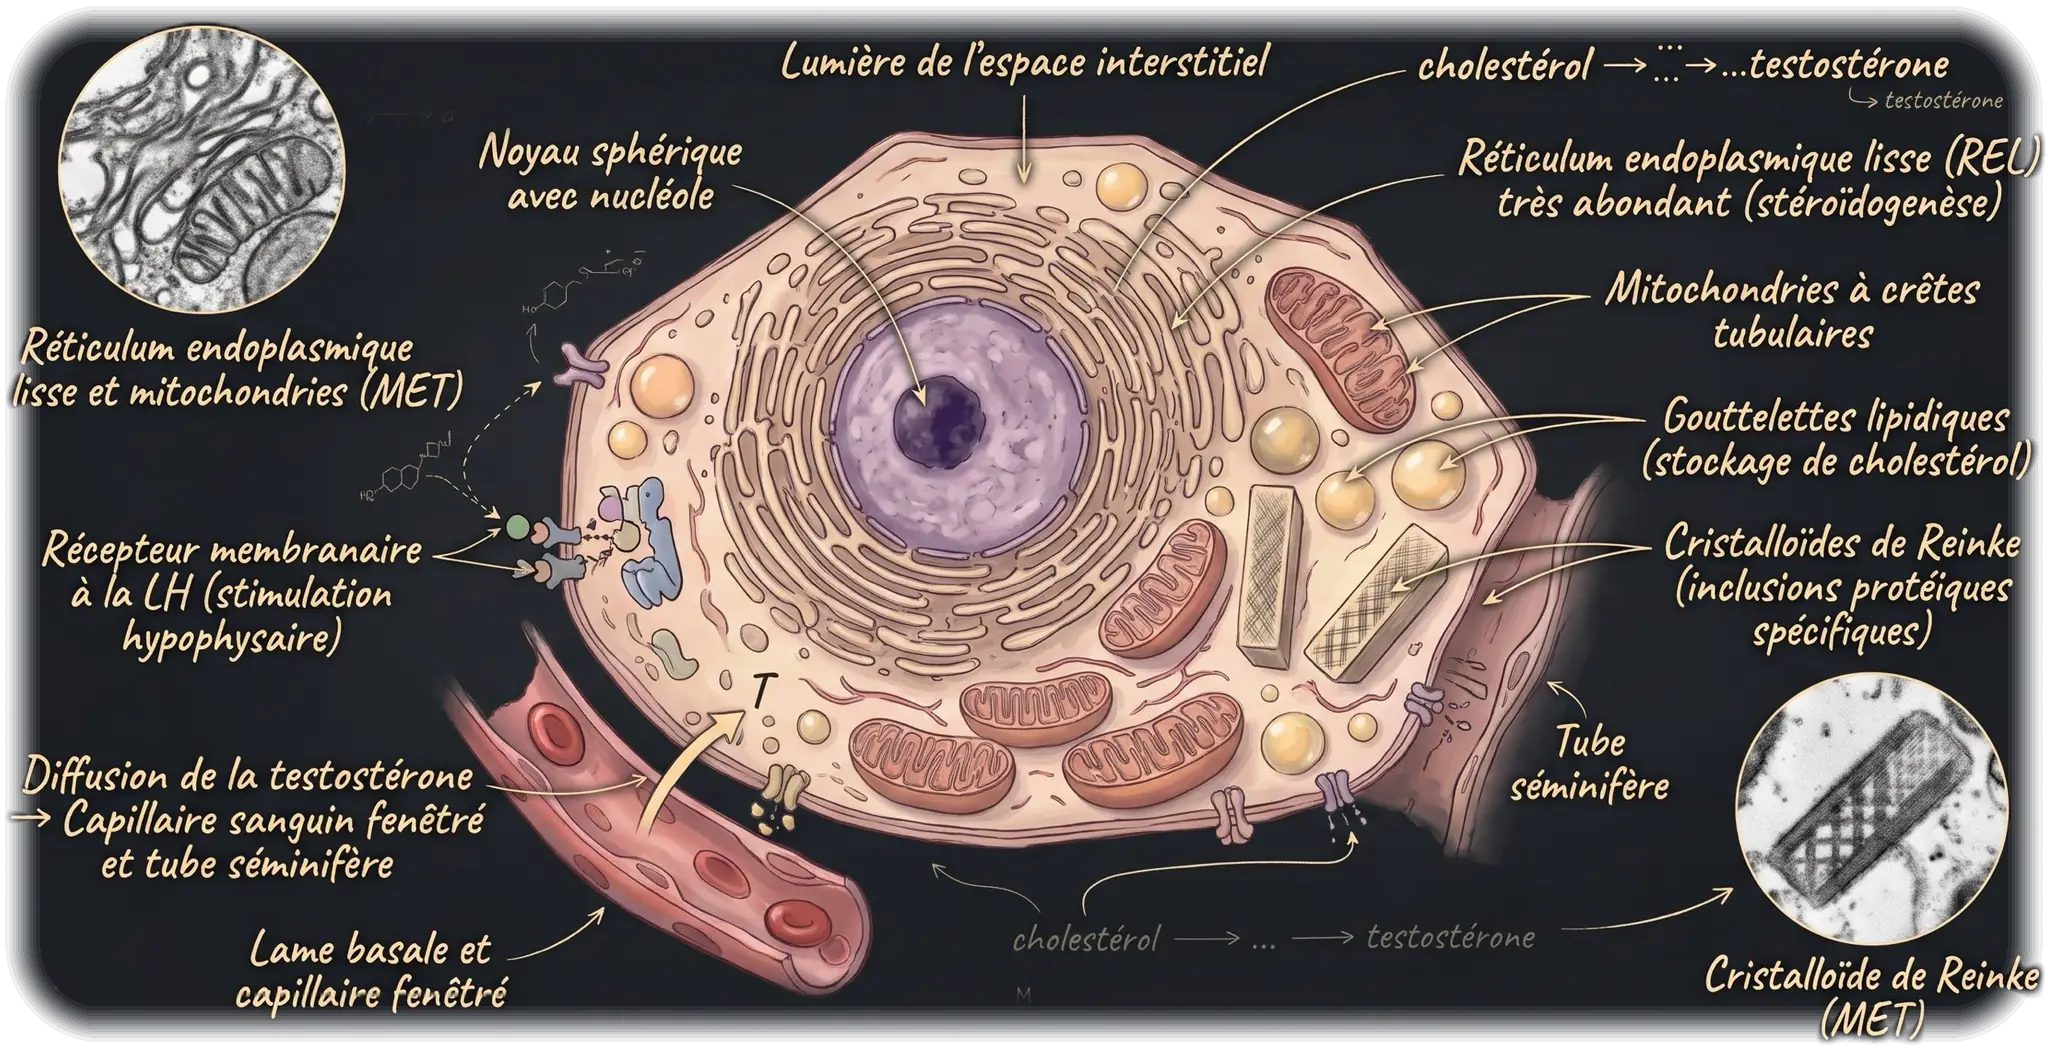 Lumière de l'espace interstitiel
cholestérol → ... → ...testostérone
...
↳ testostérone
Noyau sphérique
avec nucléole
Réticulum endoplasmique lisse (REL)
très abondant (stéroïdogenèse)
Mitochondries à crêtes
tubulaires
Réticulum endoplasmique
lisse et mitochondries (MET)
HO
Gouttelettes lipidiques
(stockage de cholestérol)
Récepteur membranaire
à la LH (stimulation
hypophysaire)
Cristalloïdes de Reinke
(inclusions protéiques
spécifiques)
T
Tube
séminifère
Diffusion de la testostérone
→ Capillaire sanguin fenêtré
et tube séminifère
Lame basale et
capillaire fenêtré
cholestérol → ... → testostérone
M
Cristalloïde de Reinke
(MET)